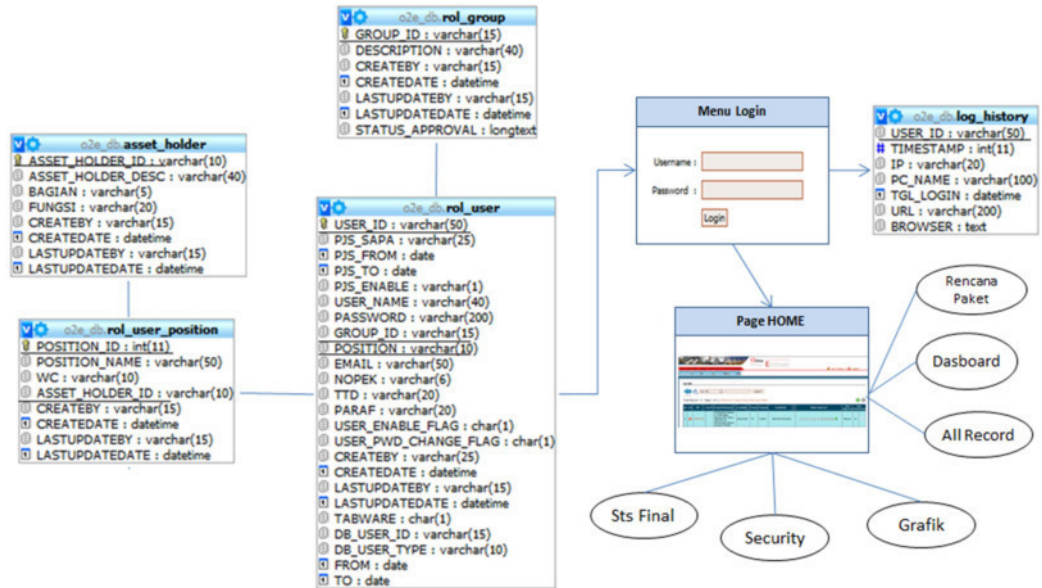 o2e_db.rol_group
GROUP_ID : varchar(15)
DESCRIPTION : varchar(40)
CREATEBY : varchar(15)
CREATEDATE : datetime
LASTUPDATEBY : varchar(15)
LASTUPDATEDATE : datetime
STATUS_APPROVAL : longtext
o2e_db.asset_holder
ASSET_HOLDER_ID : varchar(10)
ASSET_HOLDER_DESC : varchar(40)
BAGIAN : varchar(5)
FUNGSI : varchar(20)
CREATEBY : varchar(15)
CREATEDATE : datetime
LASTUPDATEBY : varchar(15)
LASTUPDATEDATE : datetime
o2e_db.rol_user_position
POSITION_ID : int(11)
POSITION_NAME : varchar(50)
WC : varchar(10)
ASSET_HOLDER_ID : varchar(10)
CREATEBY : varchar(15)
CREATEDATE : datetime
LASTUPDATEBY : varchar(15)
LASTUPDATEDATE : datetime
o2e_db.rol_user
USER_ID : varchar(50)
PJS_SAPA : varchar(25)
PJS_FROM : date
PJS_TO : date
PJS_ENABLE : varchar(1)
USER_NAME : varchar(40)
PASSWORD : varchar(200)
GROUP_ID : varchar(15)
POSITION : varchar(10)
EMAIL : varchar(50)
NOPEK : varchar(6)
TTD : varchar(20)
PARAF : varchar(20)
USER_ENABLE_FLAG : char(1)
USER_PWD_CHANGE_FLAG : char(1)
CREATEBY : varchar(25)
CREATEDATE : datetime
LASTUPDATEBY : varchar(15)
LASTUPDATEDATE : datetime
TABWARE : char(1)
DB_USER_ID : varchar(15)
DB_USER_TYPE : varchar(10)
FROM : date
TO : date
Menu Login
Username :
Password :
Login
o2e_db.log_history
USER_ID : varchar(50)
TIMESTAMP : int(11)
IP : varchar(20)
PC_NAME : varchar(100)
TGL_LOGIN : datetime
URL : varchar(200)
BROWSER : text
Page HOME
Rencana
Paket
Dasboard
All Record
Sts Final
Security
Grafik